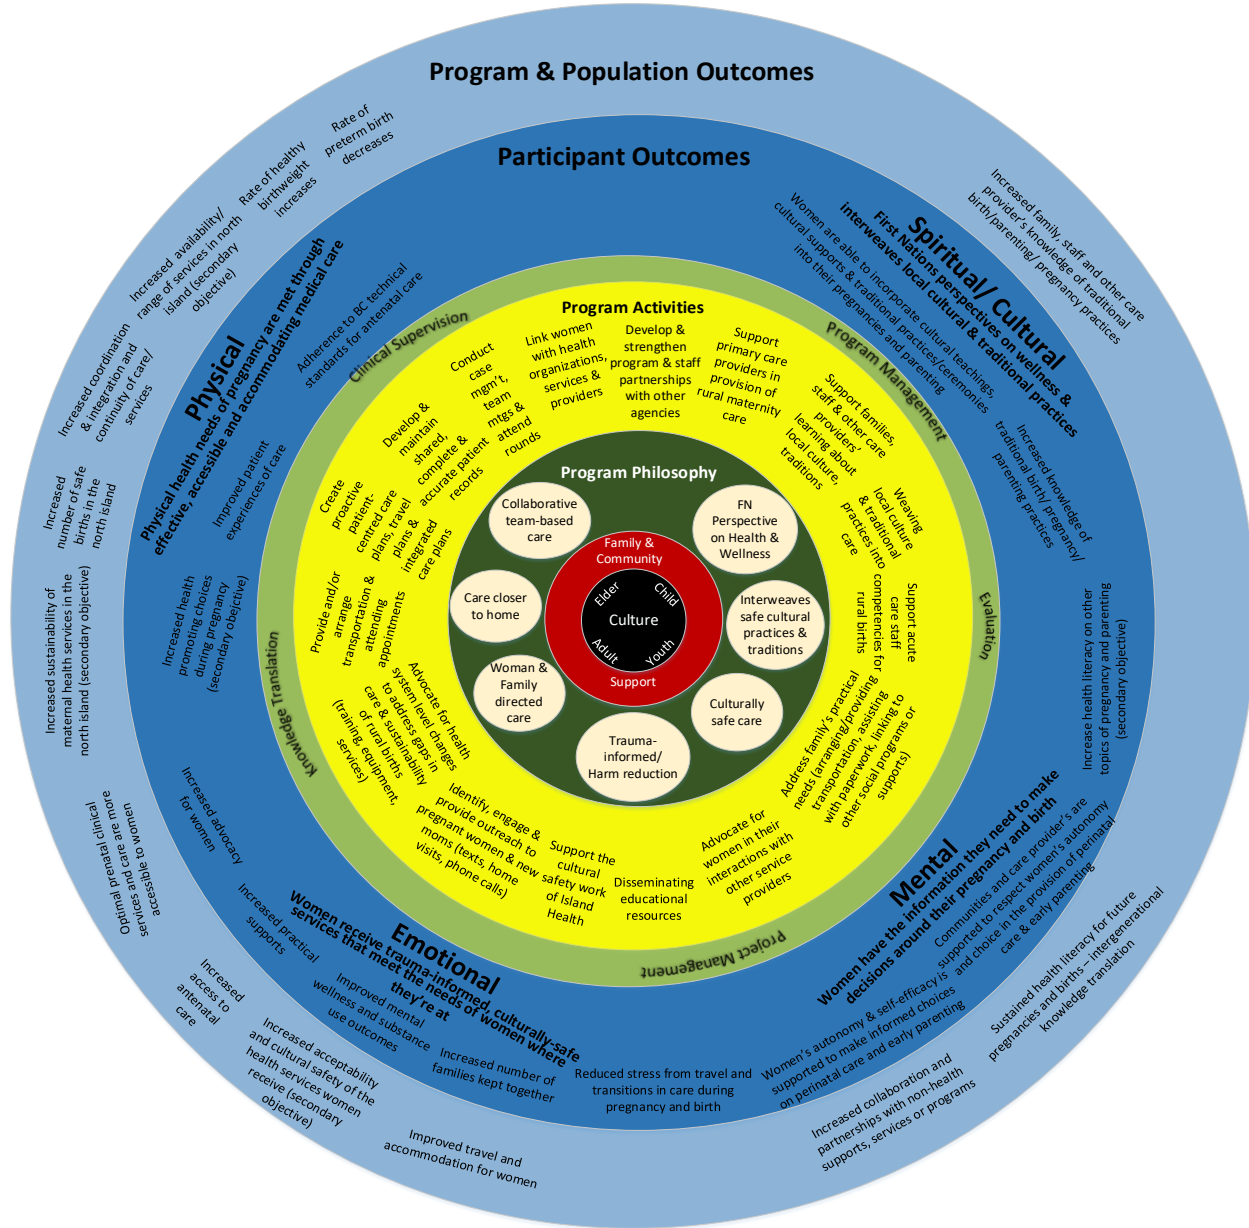 Program & Population Outcomes
Rate of
preterm birth
decreases
Rate of healthy
birthweight
increases
Increased availability/
range of services in north
island (secondary
objective)
Increased coordination
& integration and
continuity of care/
services
Increased
number of safe
births in the
north island
Increased sustainability of
maternal health services in the
north island (secondary objective)
Optimal prenatal clinical
services and care are more
accessible to women
Increased
access to
antenatal
care
Increased acceptability
and cultural safety of the
health services women
receive (secondary
objective)
Improved travel and
accommodation for women
Increased collaboration and
partnerships with non-health
supports, services or programs
Sustained health literacy for future
pregnancies and births – intergenerational
knowledge translation
Increased family, staff and other care
provider's knowledge of traditional
birth/parenting/ pregnancy practices
Participant Outcomes
Physical
Physical health needs of pregnancy are met through
effective, accessible and accommodating medical care
Adherence to BC technical
standards for antenatal care
Improved patient
experiences of care
Increased health
promoting choices
during pregnancy
(secondary obejctive)
Increased advocacy
for women
Increased practical
supports
Emotional
Women receive trauma-informed, culturally-safe
services that meet the needs of women where
they're at
Improved mental
wellness and substance
use outcomes
Increased number of
families kept together
Reduced stress from travel and
transitions in care during
pregnancy and birth
Mental
Women have the information they need to make
decisions around their pregnancy and birth
Communities and care provider's are
supported to respect women's autonomy
and choice in the provision of perinatal
care & early parenting
Women's autonomy & self-efficacy is
supported to make informed choices
on perinatal care and early parenting
Increase health literacy on other
topics of pregnancy and parenting
(secondary objective)
Increased knowledge of
traditional birth/ pregnancy/
parenting practices
Spiritual/ Cultural
First Nations perspectives on wellness &
interweaves local cultural & traditional practices
Women are able to incorporate cultural teachings,
cultural supports & traditional practices/ceremonies
into their pregnancies and parenting
Clinical Supervision
Program Management
Evaluation
Project Management
Knowledge Translation
Program Activities
Develop &
strengthen
program & staff
partnerships
with other
agencies
Support
primary care
providers in
provision of
rural maternity
care
Support families,
staff & other care
providers'
learning about
local culture,
traditions
Weaving
local culture
& traditional
practices into
care
Support acute
care staff
competencies for
rural births
Address family's practical
needs (arranging/providing
transportation, assisting
with paperwork, linking to
other social programs or
supports)
Advocate for
women in their
interactions with
other service
providers
Disseminating
educational
resources
Support the
cultural
safety work
of Island
Health
Identify, engage &
provide outreach to
pregnant women & new
moms (texts, home
visits, phone calls)
Advocate for health
system level changes
to address gaps in
care & sustainability
of rural births
(training, equipment,
services)
Provide and/or
arrange
transportation &
attending
appointments
Create
proactive
patient-
centred care
plans, travel
plans &
integrated
care plans
Develop &
maintain
shared,
complete &
accurate patient
records
Conduct
case
mgm't,
team
mtgs &
attend
rounds
Link women
with health
organizations,
services &
providers
Program Philosophy
Collaborative
team-based
care
FN
Perspective
on Health &
Wellness
Care closer
to home
Interweaves
safe cultural
practices &
traditions
Woman &
Family
directed
care
Culturally
safe care
Trauma-
informed/
Harm reduction
Family &
Community
Support
Elder
Child
Culture
Adult
Youth